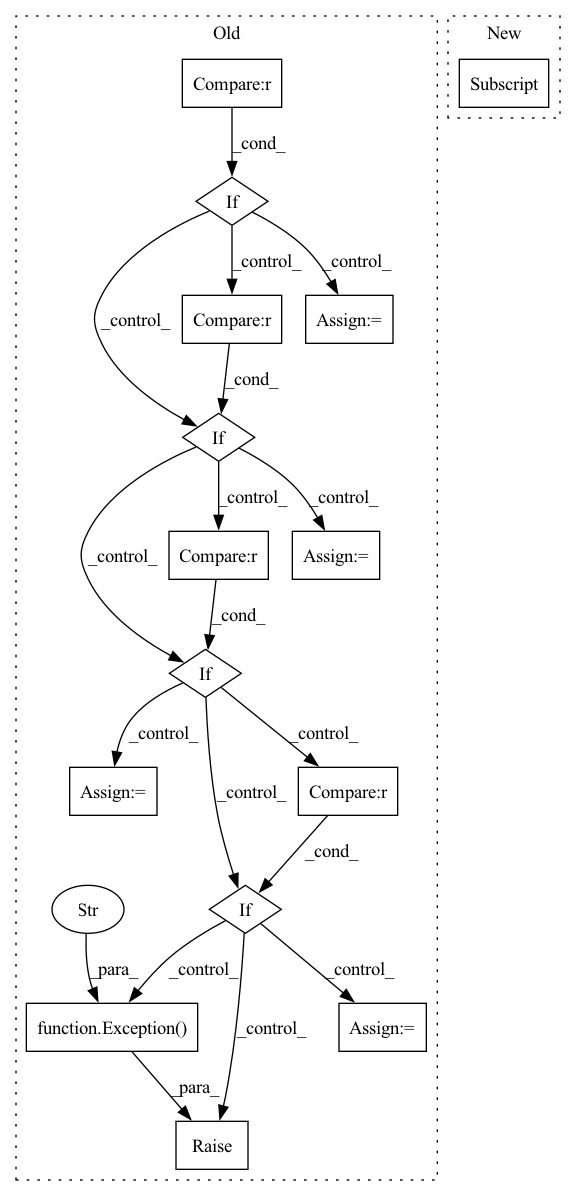 Old
New
Compare:r
Subscript
_cond_
If
_control_
_control_
_control_
Compare:r
Assign:=
_cond_
If
_control_
_control_
_control_
Compare:r
Assign:=
_cond_
If
_control_
_control_
_control_
Assign:=
Compare:r
_cond_
Str
If
_para_
_control_
_control_
_control_
function.Exception()
Assign:=
_para_
Raise